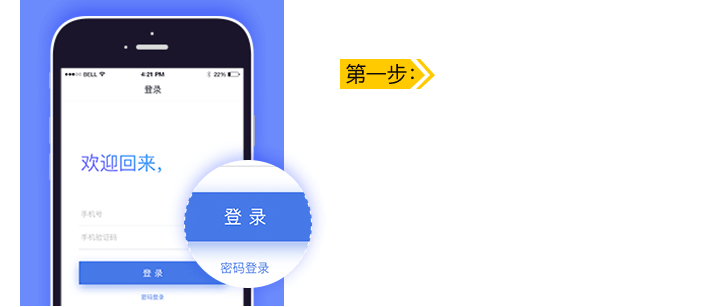 BELL 4:21 PM 22%
登录
欢迎回来，
手机号
手机验证码
登 录
密码登录
登 录
密码登录
第一步：